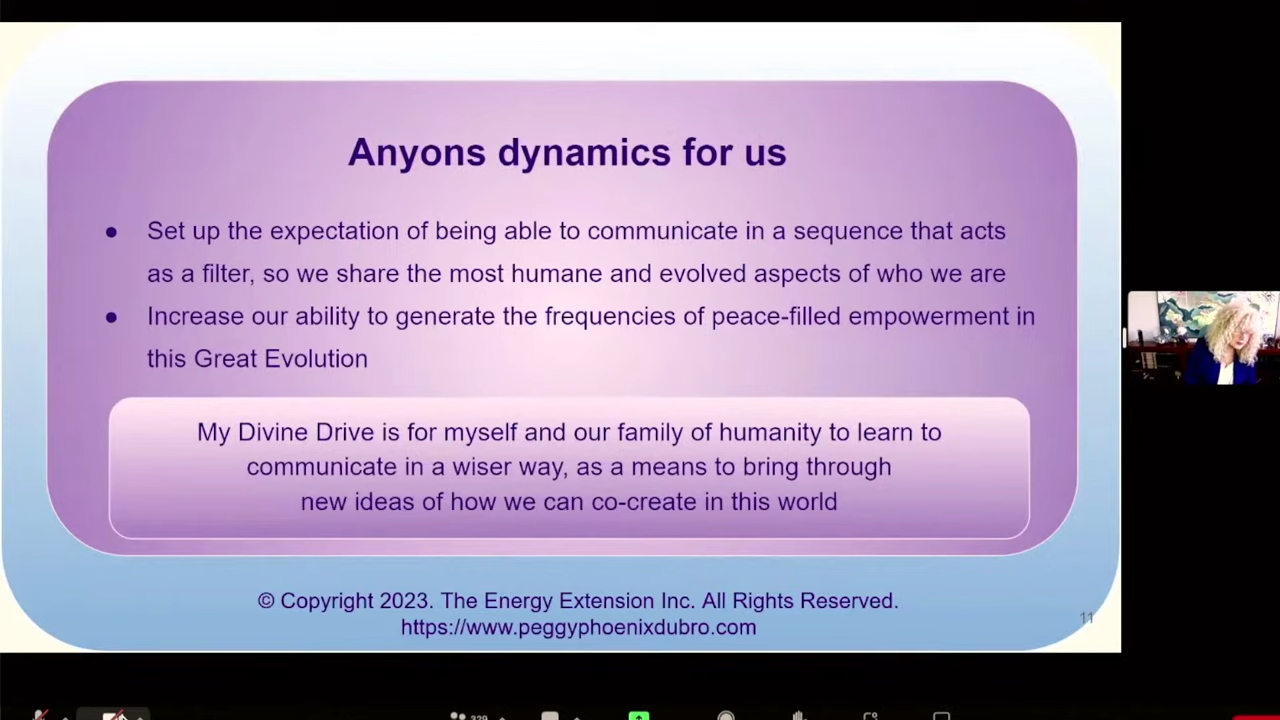 Anyons dynamics for us
● Set up the expectation of being able to communicate in a sequence that acts
as a filter, so we share the most humane and evolved aspects of who we are
● Increase our ability to generate the frequencies of peace-filled empowerment in
this Great Evolution
My Divine Drive is for myself and our family of humanity to learn to
communicate in a wiser way, as a means to bring through
new ideas of how we can co-create in this world
© Copyright 2023. The Energy Extension Inc. All Rights Reserved.
https://www.peggyphoenixdubro.com
11